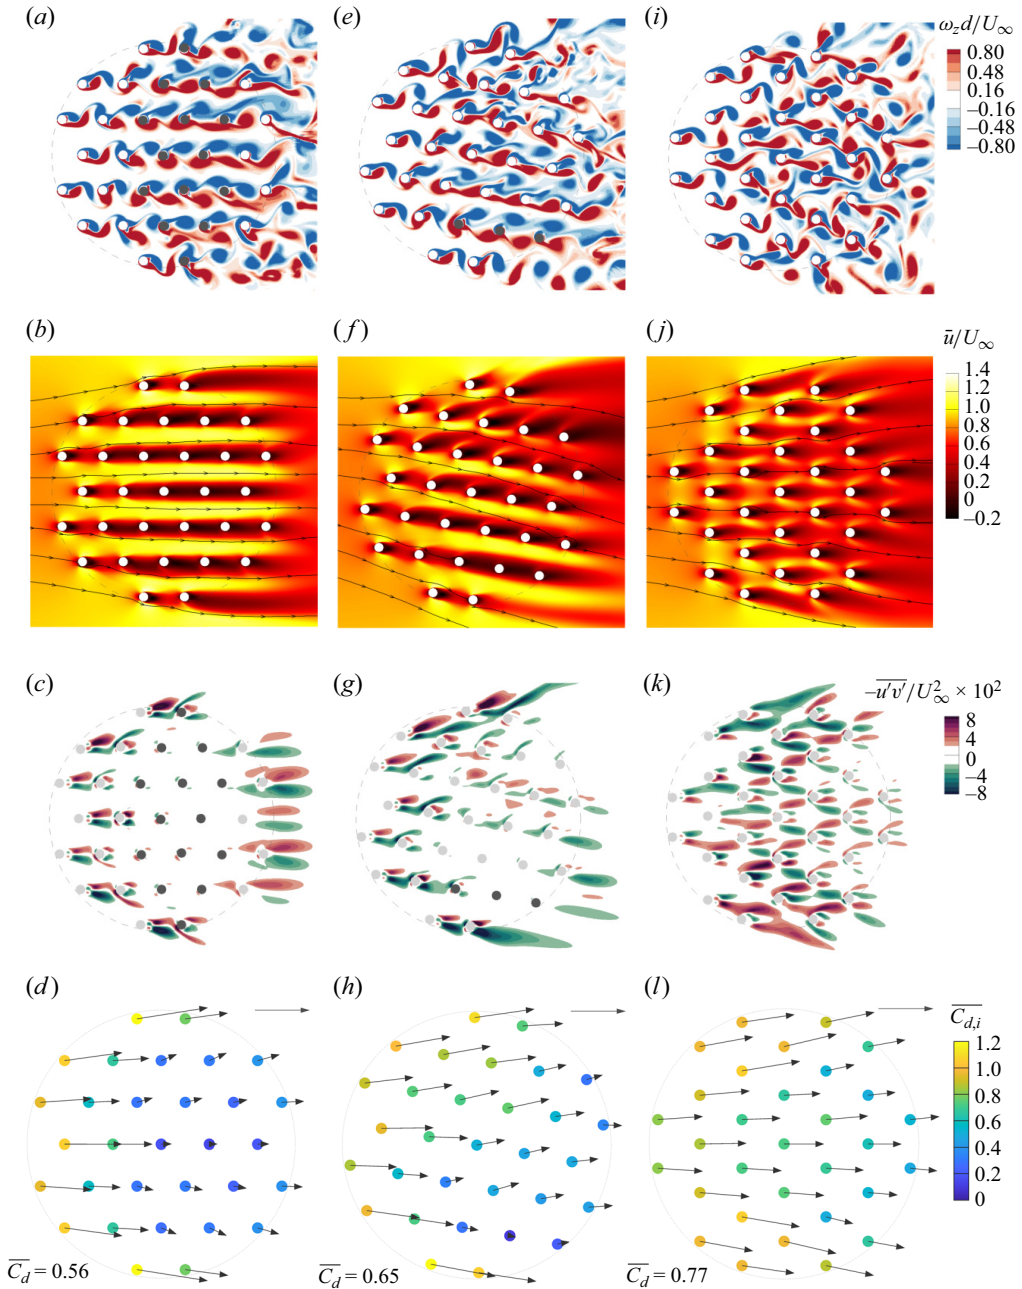 (a)
(e)
(i)
ω_z d/U_∞
0.80
0.48
0.16
−0.16
−0.48
−0.80
(b)
(f)
(j)
ū/U_∞
1.4
1.2
1.0
0.8
0.6
0.4
0.2
0
−0.2
(c)
(g)
(k)
−\overline{u′v′}/U_∞^2 × 10^2
8
4
0
−4
−8
(d)
(h)
(l)
\overline{C_{d,i}}
1.2
1.0
0.8
0.6
0.4
0.2
0
\overline{C_d} = 0.56
\overline{C_d} = 0.65
\overline{C_d} = 0.77